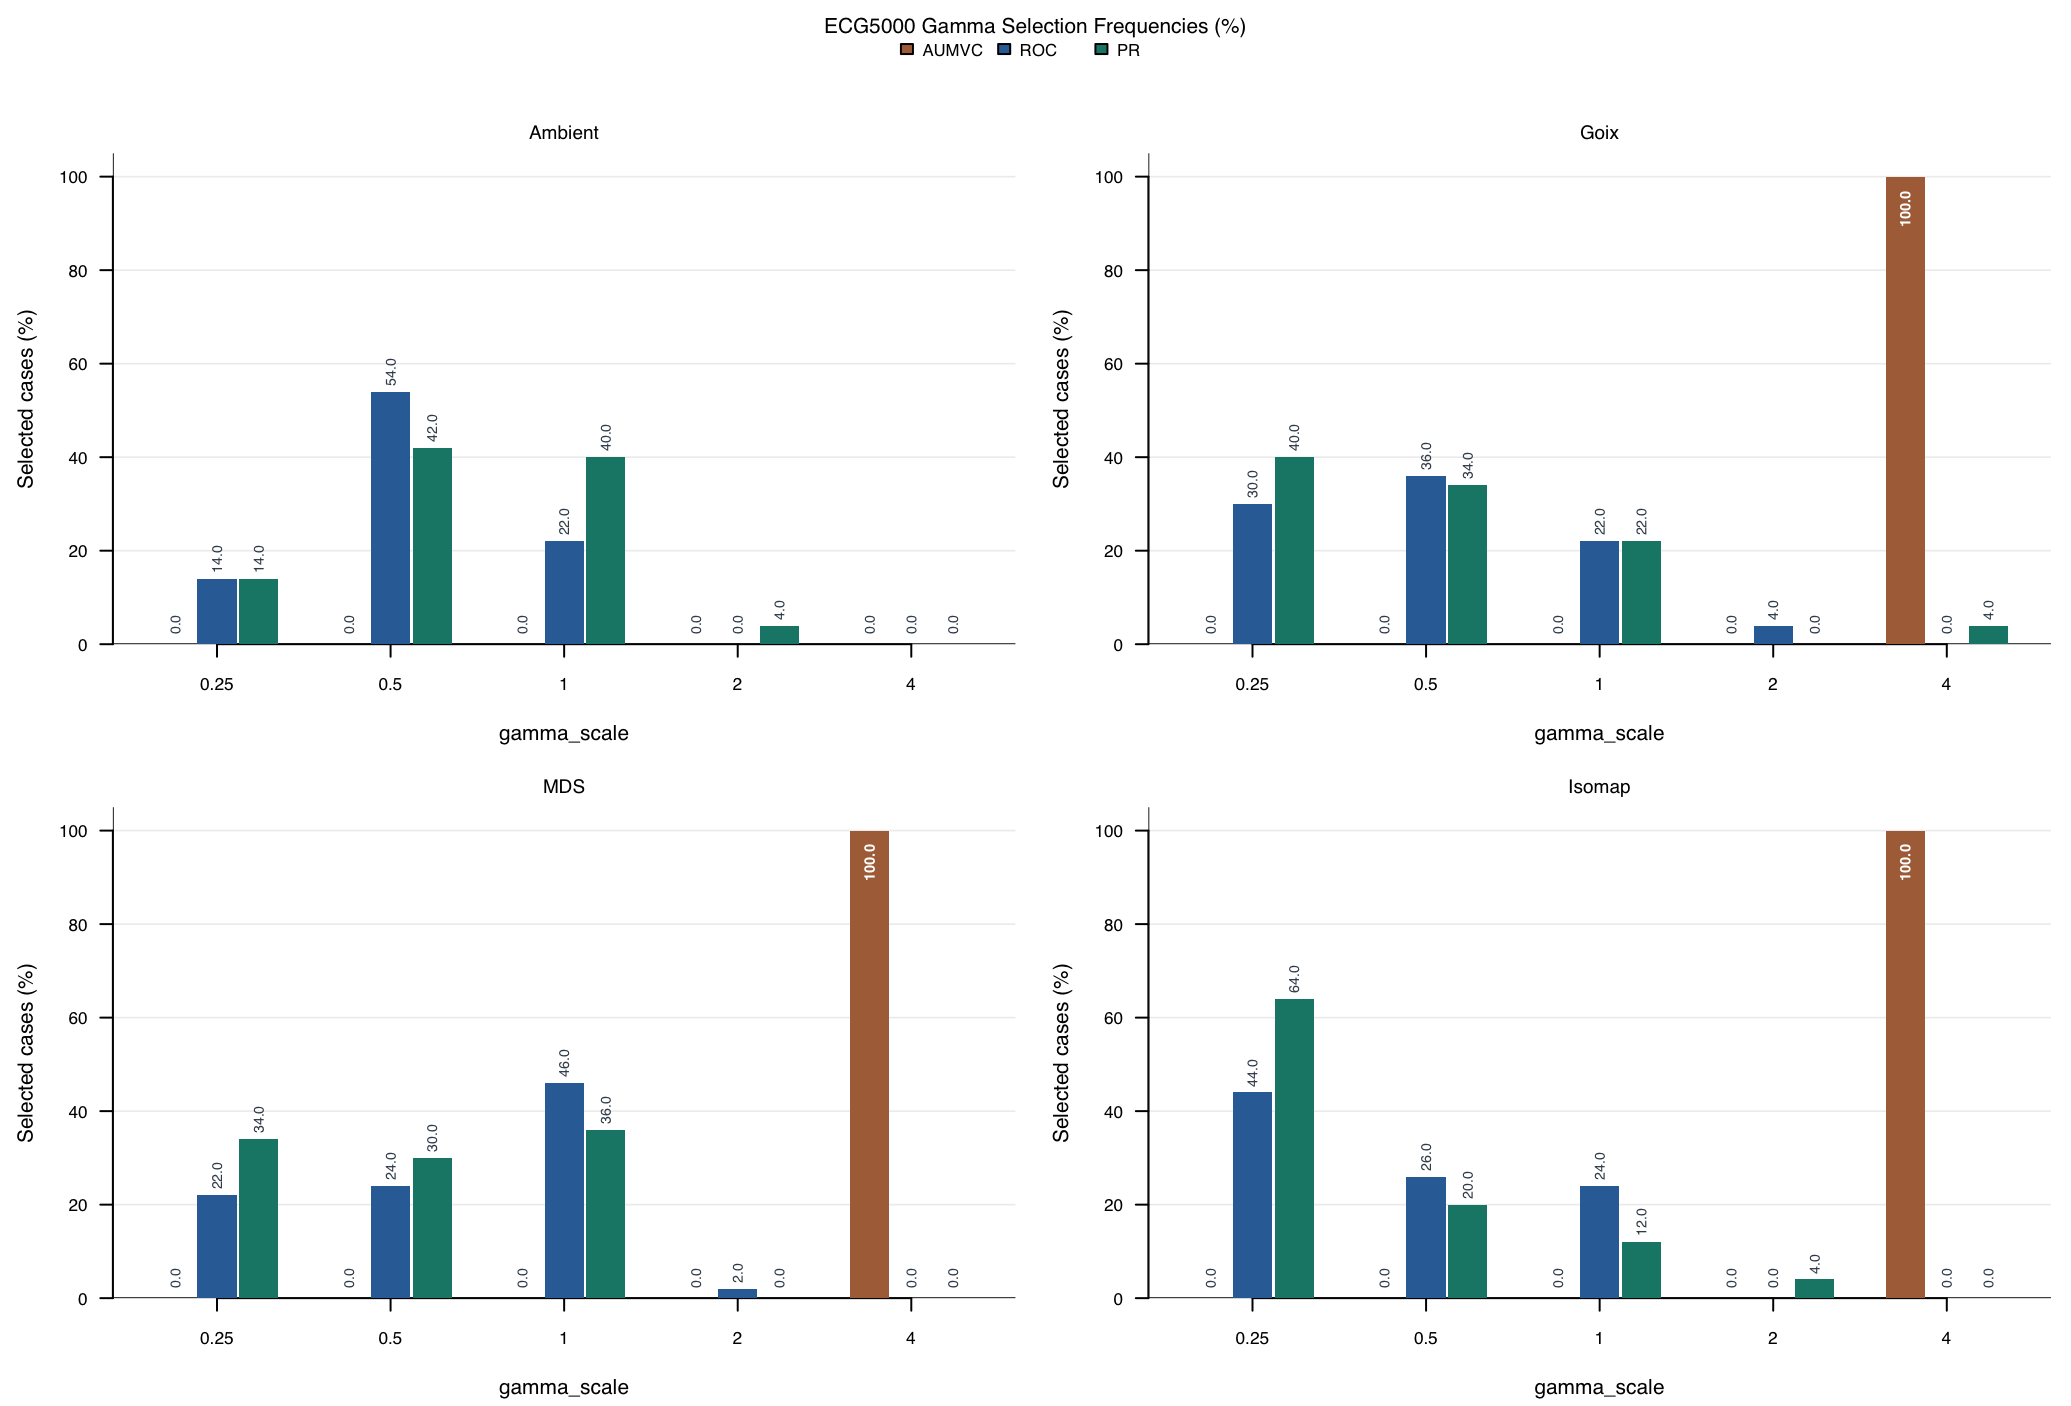 ECG5000 Gamma Selection Frequencies (%)
AUMVC ROC PR
Ambient
Selected cases (%)
100
80
60
40
20
0
0.0 14.0 14.0 0.0 54.0 42.0 0.0 22.0 40.0 0.0 0.0 4.0 0.0 0.0 0.0
0.25 0.5 1 2 4
gamma_scale
Goix
Selected cases (%)
100
80
60
40
20
0
0.0 30.0 40.0 0.0 36.0 34.0 0.0 22.0 22.0 0.0 4.0 0.0 100.0 0.0 4.0
0.25 0.5 1 2 4
gamma_scale
MDS
Selected cases (%)
100
80
60
40
20
0
0.0 22.0 34.0 0.0 24.0 30.0 0.0 46.0 36.0 0.0 2.0 0.0 100.0 0.0 0.0
0.25 0.5 1 2 4
gamma_scale
Isomap
Selected cases (%)
100
80
60
40
20
0
0.0 44.0 64.0 0.0 26.0 20.0 0.0 24.0 12.0 0.0 0.0 4.0 100.0 0.0 0.0
0.25 0.5 1 2 4
gamma_scale